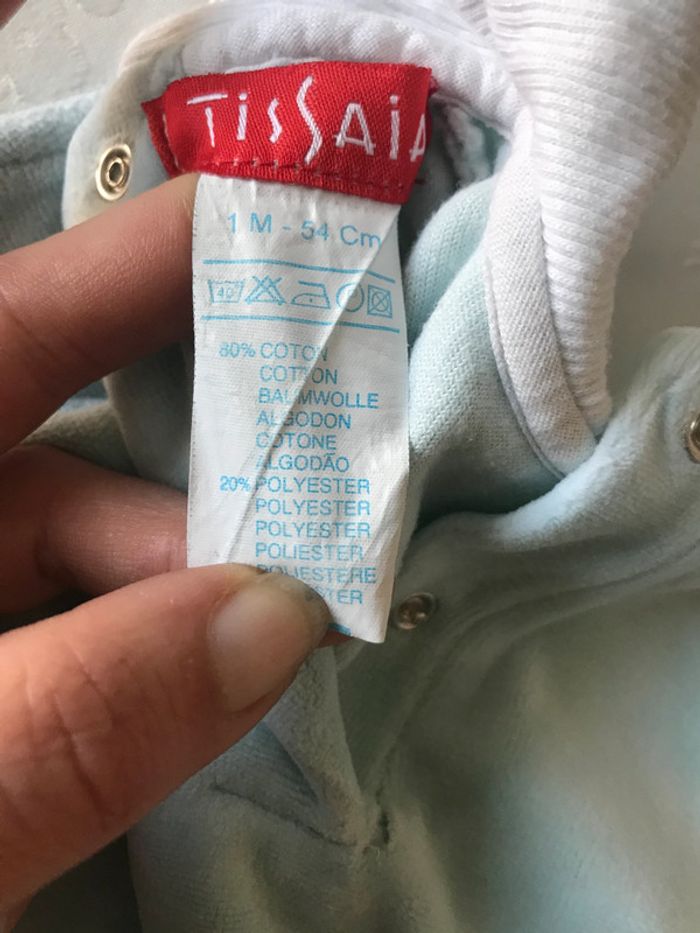 TiSSAiA
1 M - 54 Cm
40
80% COTON
COTTON
BAUMWOLLE
ALGODON
COTONE
ALGODÃO
20% POLYESTER
POLYESTER
POLYESTER
POLIESTER
POLIESTERE